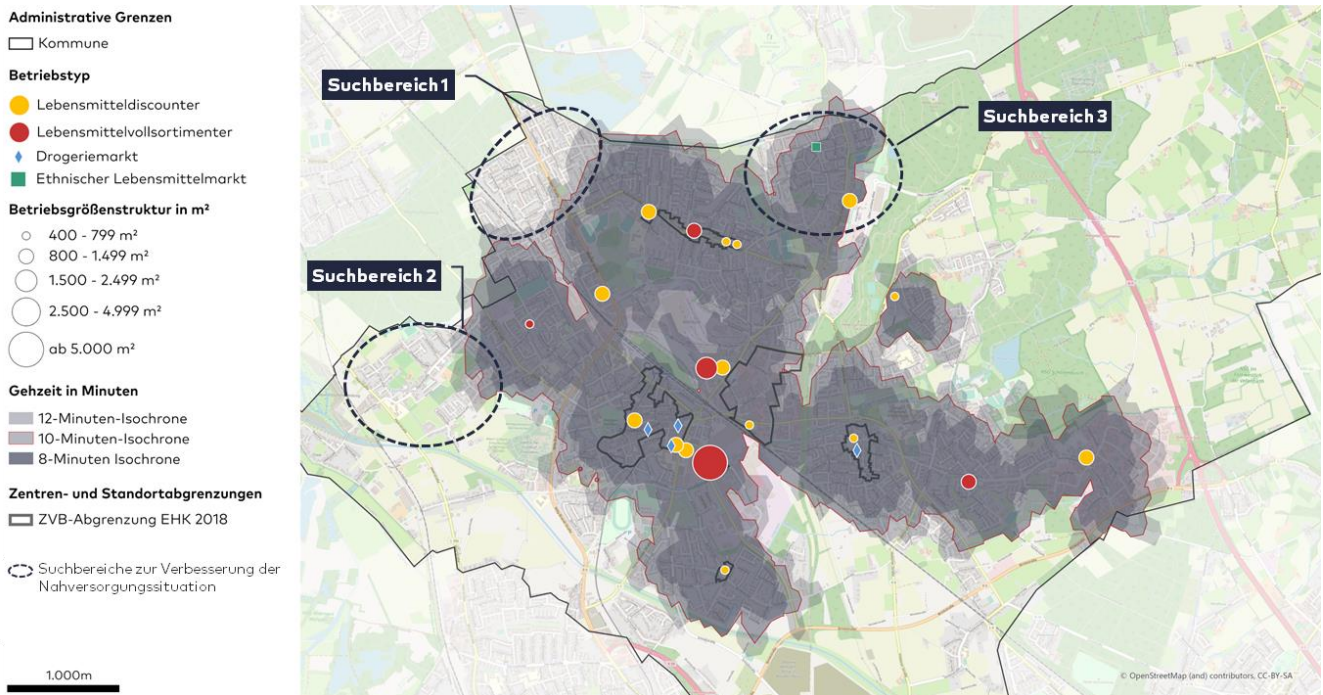 Administrative Grenzen
Kommune
Betriebstyp
Lebensmitteldiscounter
Lebensmittelvollsortimenter
Drogeriemarkt
Ethnischer Lebensmittelmarkt
Betriebsgrößenstruktur in m²
400 - 799 m²
800 - 1.499 m²
1.500 - 2.499 m²
2.500 - 4.999 m²
ab 5.000 m²
Gehzeit in Minuten
12-Minuten-Isochrone
10-Minuten-Isochrone
8-Minuten Isochrone
Zentren- und Standortabgrenzungen
ZVB-Abgrenzung EHK 2018
Suchbereiche zur Verbesserung der
Nahversorgungssituation
1.000m
Suchbereich 1
Suchbereich 3
Suchbereich 2
© OpenStreetMap (and) contributors, CC-BY-SA